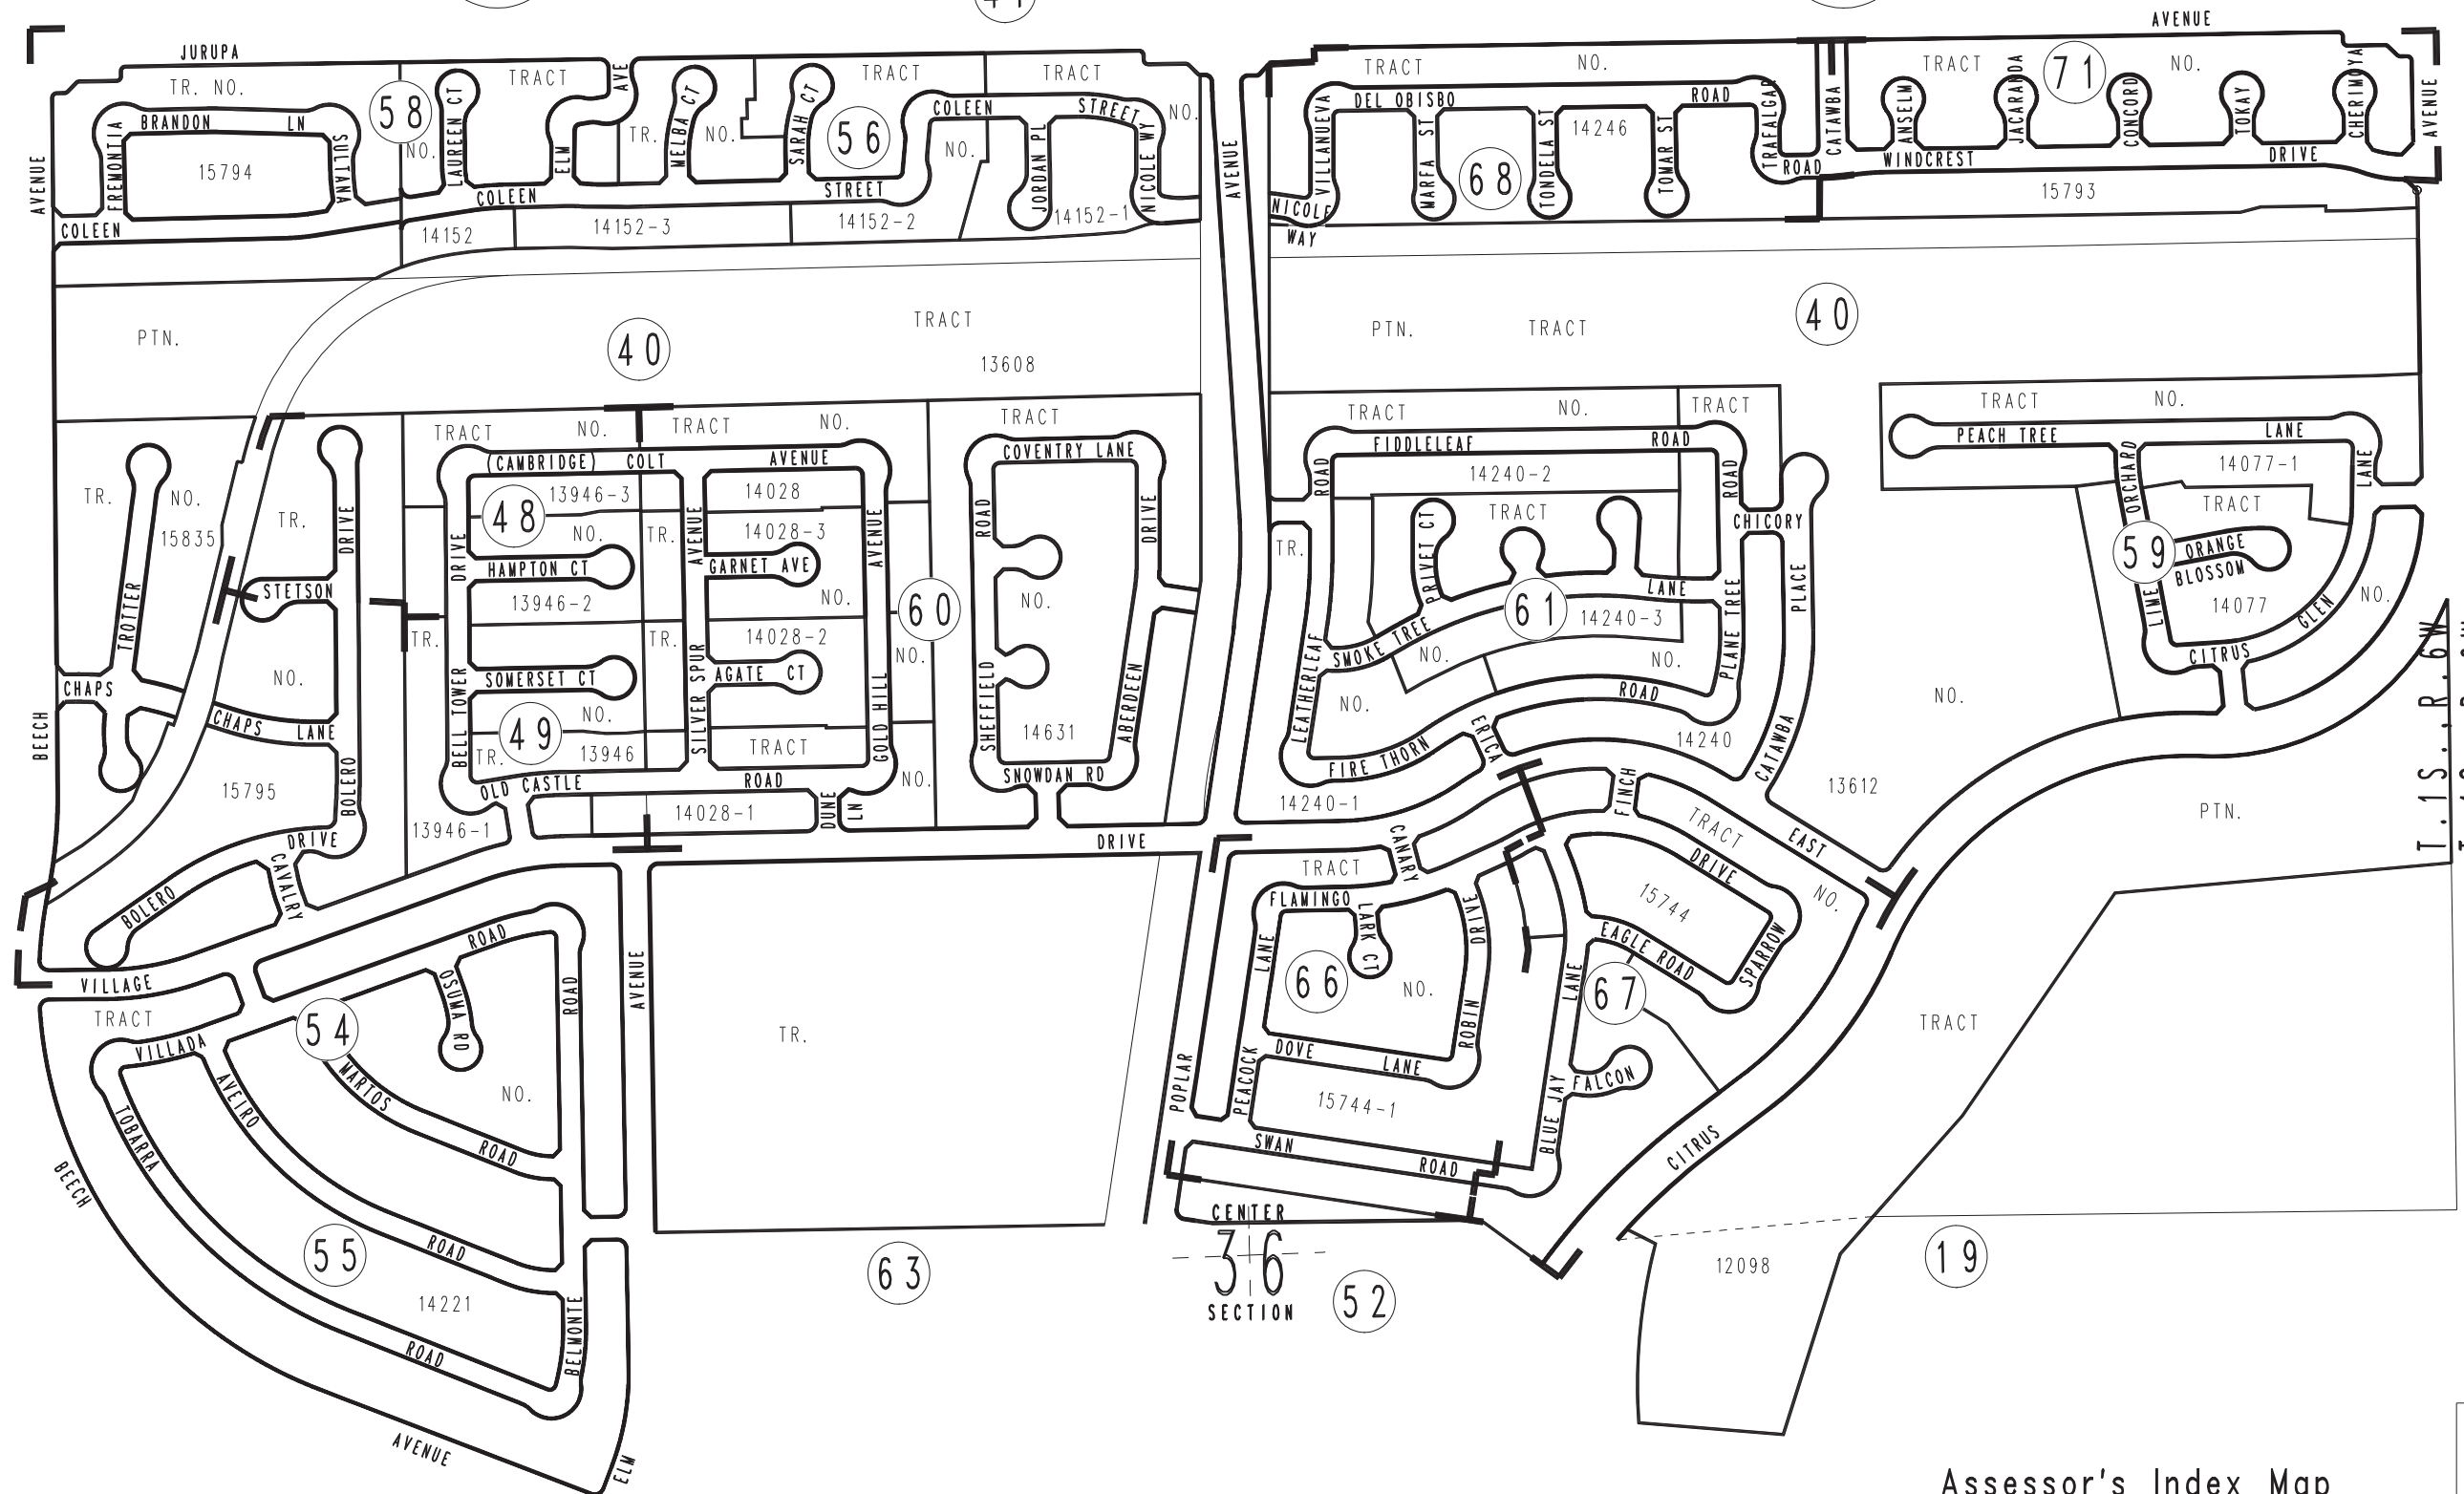 AVENUE
JURUPA
TR. NO.
TRACT
AVE
TRACT
TRACT
TRACT
NO.
TRACT
71
NO.
58
LAUREEN CT
MELBA CT
SARAH CT
COLEEN
STREET
NO.
VILLANUEVA
DEL OBISBO
ROAD
TRAFALGAR
CATAWBA
ANSELM
JACARANDA
CONCORD
TOKAY
CHERIMOYA
AVENUE
FREMONTIA
BRANDON
LN
SULTANA
NO.
ELM
TR.
NO.
56
NO.
JORDAN PL
NICOLE WY
AVENUE
MARFA ST
68
TONDELA ST
14246
TOMAR ST
ROAD
WINDCREST
DRIVE
AVENUE
15794
COLEEN
STREET
15793
COLEEN
14152
14152-3
14152-2
14152-1
NICOLE
WAY
PTN.
40
TRACT
13608
PTN.
TRACT
40
TRACT
NO.
TRACT
NO.
TRACT
TRACT
NO.
TRACT
TRACT
NO.
(CAMBRIDGE) COLT
AVENUE
COVENTRY LANE
FIDDLELEAF
ROAD
PEACH TREE
LANE
TR.
NO.
15835
TR.
DRIVE
48
13946-3
NO.
TR.
14028
14028-3
AVENUE
AVENUE
ROAD
DRIVE
ROAD
14240-2
TRACT
ROAD
CHICORY
ORCHARD
14077-1
TRACT
LANE
TROTTER
STETSON
DRIVE
HAMPTON CT
GARNET AVE
13946-2
NO.
60
NO.
TR.
PRIVET CT
61
LANE
14240-3
PLACE
59
ORANGE
BLOSSOM
14077
LIME
GLEN
NO.
T.1S.,R.6W
NO.
TR.
TR.
14028-2
NO.
LEATHERLEAF
SMOKE TREE
NO.
NO.
PLANE TREE
CITRUS
CHAPS
CHAPS
LANE
BELL TOWER
SOMERSET CT
SILVER SPUR
AGATE CT
GOLD HILL
SHEFFIELD
ABERDEEN
NO.
ROAD
NO.
BEECH
49
NO.
TR.
13946
TRACT
14631
ERICA
14240
CATAWBA
15795
BOLERO
OLD CASTLE
ROAD
NO.
SNOWDAN RD
FIRE THORN
FINCH
13612
13946-1
14028-1
DUNE
LN
14240-1
PTN.
DRIVE
CAVALRY
DRIVE
CANARY
TRACT
EAST
BOLERO
TRACT
DRIVE
FLAMINGO
LARK CT
15744
NO.
ROAD
AVENUE
LANE
DRIVE
EAGLE ROAD
SPARROW
VILLAGE
OSUMA RD
ROAD
66
NO.
LANE
67
TRACT
54
TR.
ROBIN
TRACT
VILLADA
NO.
POPLAR
PEACOCK
DOVE
LANE
BLUE JAY
FALCON
AVEIRO
MARTOS
15744-1
TOBARRA
ROAD
SWAN
ROAD
CITRUS
BEECH
CENTER
36
SECTION
55
ROAD
63
52
12098
19
14221
BELMONTE
ROAD
AVENUE
ELM
Assessor's Index Map